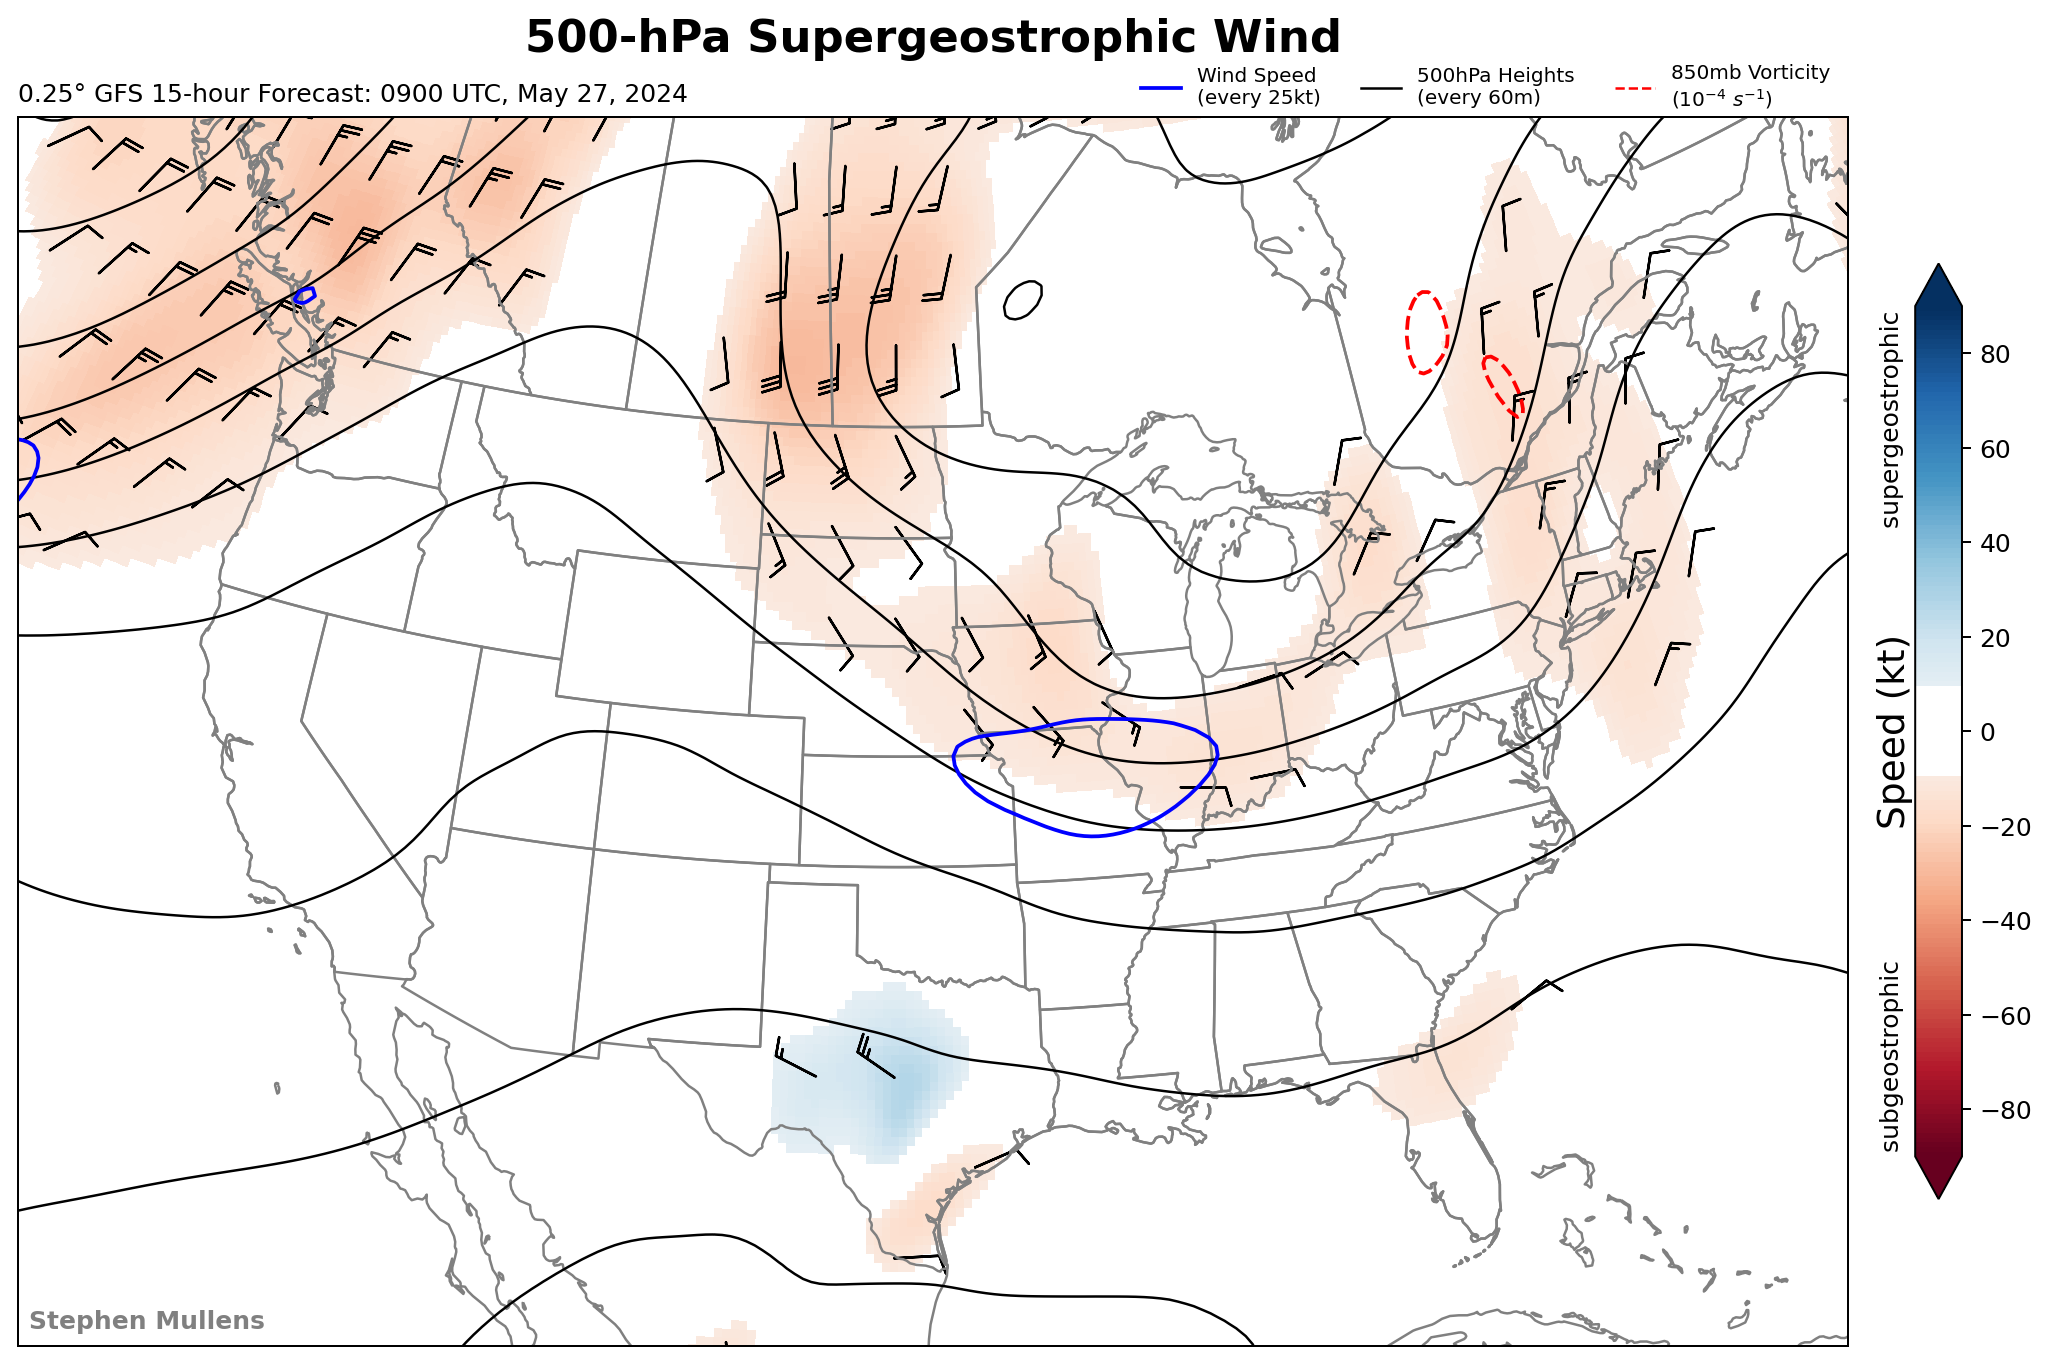 500-hPa Supergeostrophic Wind
0.25° GFS 15-hour Forecast: 0900 UTC, May 27, 2024
Wind Speed
(every 25kt)
500hPa Heights
(every 60m)
850mb Vorticity
(10⁻⁴ s⁻¹)
supergeostrophic
Speed (kt)
subgeostrophic
80
60
40
20
0
−20
−40
−60
−80
Stephen Mullens